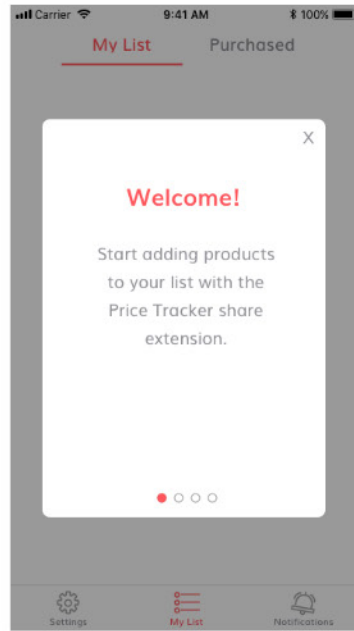 Carrier 9:41 AM 100%
My List Purchased
X
Welcome!
Start adding products
to your list with the
Price Tracker share
extension.
Settings My List Notifications